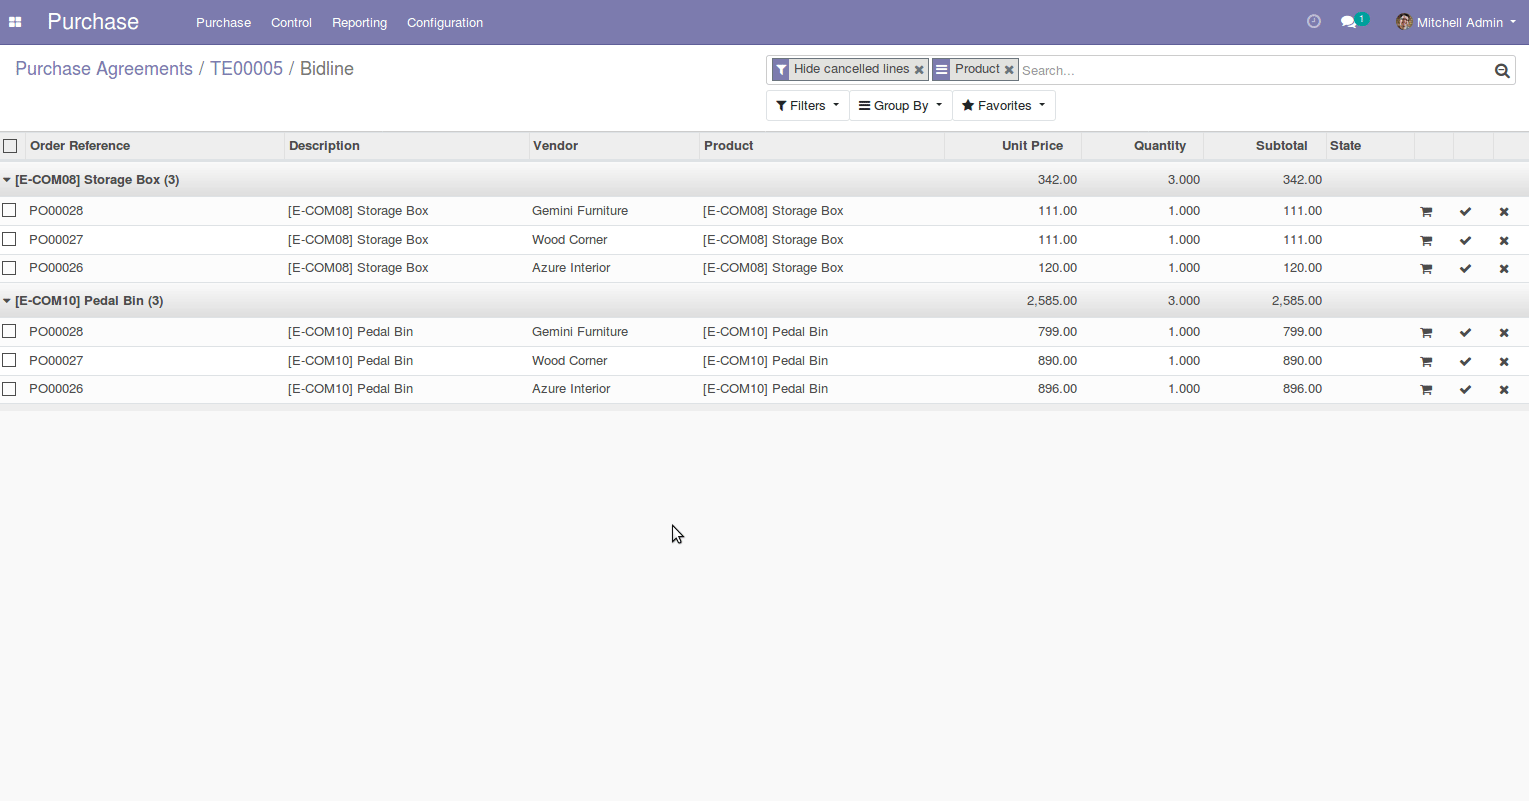 Purchase Purchase Control Reporting Configuration 1 Mitchell Admin
Purchase Agreements / TE00005 / Bidline Hide cancelled lines Product Search...
Filters Group By Favorites
Order Reference Description Vendor Product Unit Price Quantity Subtotal State
[E-COM08] Storage Box (3) 342.00 3.000 342.00
PO00028 [E-COM08] Storage Box Gemini Furniture [E-COM08] Storage Box 111.00 1.000 111.00
PO00027 [E-COM08] Storage Box Wood Corner [E-COM08] Storage Box 111.00 1.000 111.00
PO00026 [E-COM08] Storage Box Azure Interior [E-COM08] Storage Box 120.00 1.000 120.00
[E-COM10] Pedal Bin (3) 2,585.00 3.000 2,585.00
PO00028 [E-COM10] Pedal Bin Gemini Furniture [E-COM10] Pedal Bin 799.00 1.000 799.00
PO00027 [E-COM10] Pedal Bin Wood Corner [E-COM10] Pedal Bin 890.00 1.000 890.00
PO00026 [E-COM10] Pedal Bin Azure Interior [E-COM10] Pedal Bin 896.00 1.000 896.00